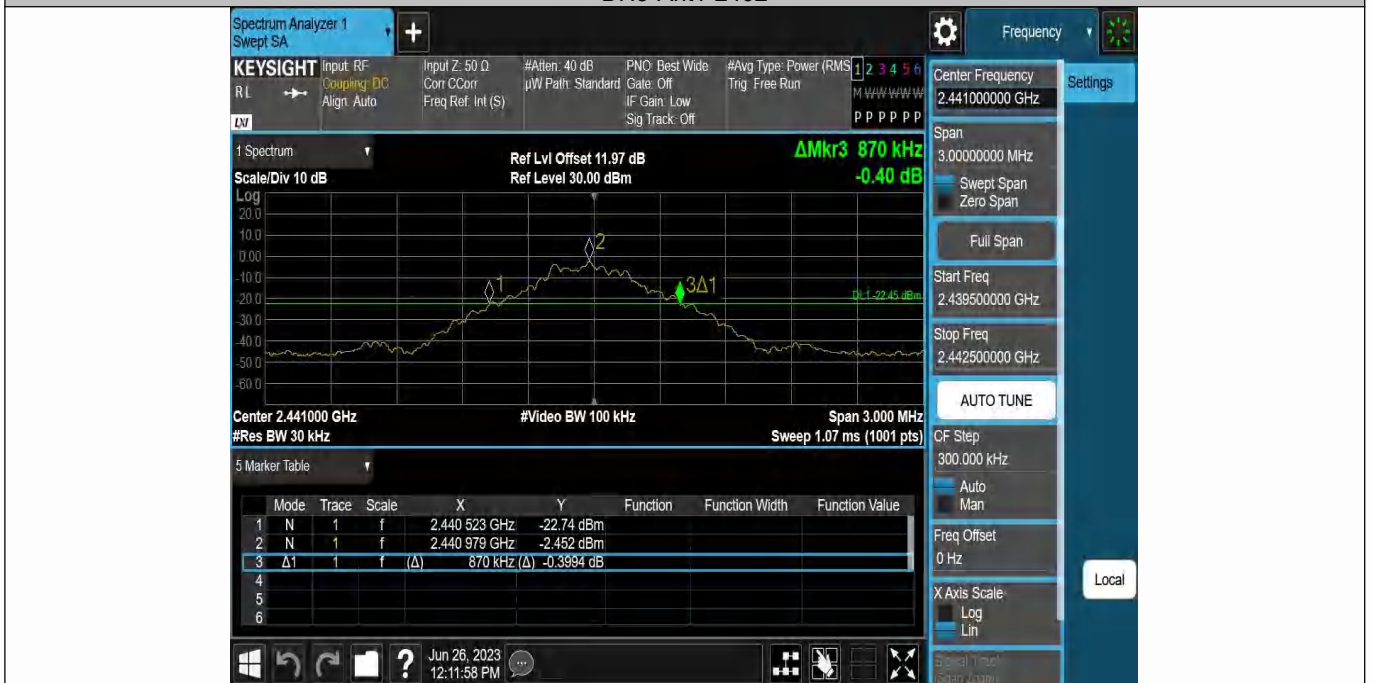 Spectrum Analyzer 1
Swept SA
+
Frequency
KEYSIGHT
RL
LXI
Input: RF
Coupling: DC
Align: Auto
Input Z: 50 Ω
Corr CCorr
Freq Ref: Int (S)
#Atten: 40 dB
µW Path: Standard
PNO: Best Wide
Gate: Off
IF Gain: Low
Sig Track: Off
#Avg Type: Power (RMS
Trig: Free Run
1 2 3 4 5 6
M W W W W W
P P P P P P
Center Frequency
2.441000000 GHz
Settings
Span
3.00000000 MHz
Swept Span
Zero Span
Full Span
Start Freq
2.439500000 GHz
Stop Freq
2.442500000 GHz
AUTO TUNE
CF Step
300.000 kHz
Auto
Man
Freq Offset
0 Hz
X Axis Scale
Log
Lin
Local
1 Spectrum
Scale/Div 10 dB
Ref Lvl Offset 11.97 dB
Ref Level 30.00 dBm
ΔMkr3 870 kHz
-0.40 dB
Log
20.0
10.0
0.00
-10.0
-20.0
-30.0
-40.0
-50.0
-60.0
1
2
3Δ1
DL1 -22.45 dBm
Center 2.441000 GHz
#Res BW 30 kHz
#Video BW 100 kHz
Span 3.000 MHz
Sweep 1.07 ms (1001 pts)
5 Marker Table
Mode Trace Scale X Y Function Function Width Function Value
1 N 1 f 2.440 523 GHz -22.74 dBm
2 N 1 f 2.440 979 GHz -2.452 dBm
3 Δ1 1 f (Δ) 870 kHz (Δ) -0.3994 dB
4
5
6
?
Jun 26, 2023
12:11:58 PM